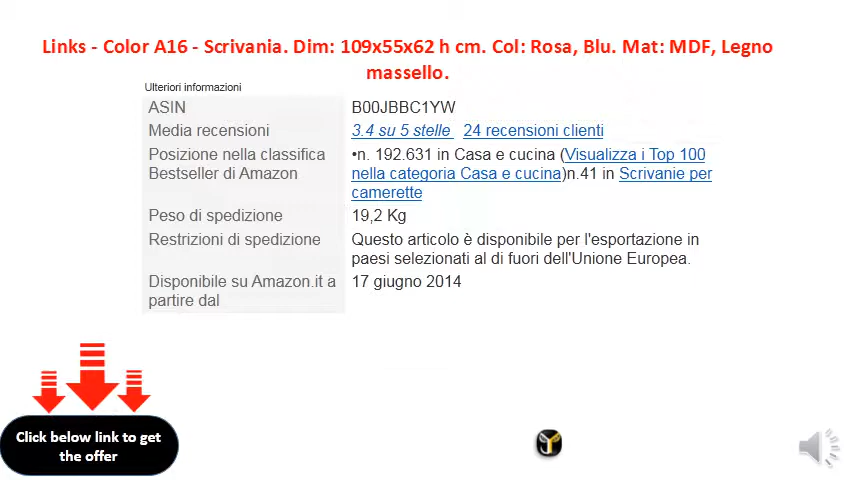 Links - Color A16 - Scrivania. Dim: 109x55x62 h cm. Col: Rosa, Blu. Mat: MDF, Legno
massello.
Ulteriori informazioni
ASIN B00JBBC1YW
Media recensioni 3.4 su 5 stelle 24 recensioni clienti
Posizione nella classifica •n. 192.631 in Casa e cucina (Visualizza i Top 100
Bestseller di Amazon nella categoria Casa e cucina)n.41 in Scrivanie per
camerette
Peso di spedizione 19,2 Kg
Restrizioni di spedizione Questo articolo è disponibile per l'esportazione in
paesi selezionati al di fuori dell'Unione Europea.
Disponibile su Amazon.it a 17 giugno 2014
partire dal
Click below link to get
the offer